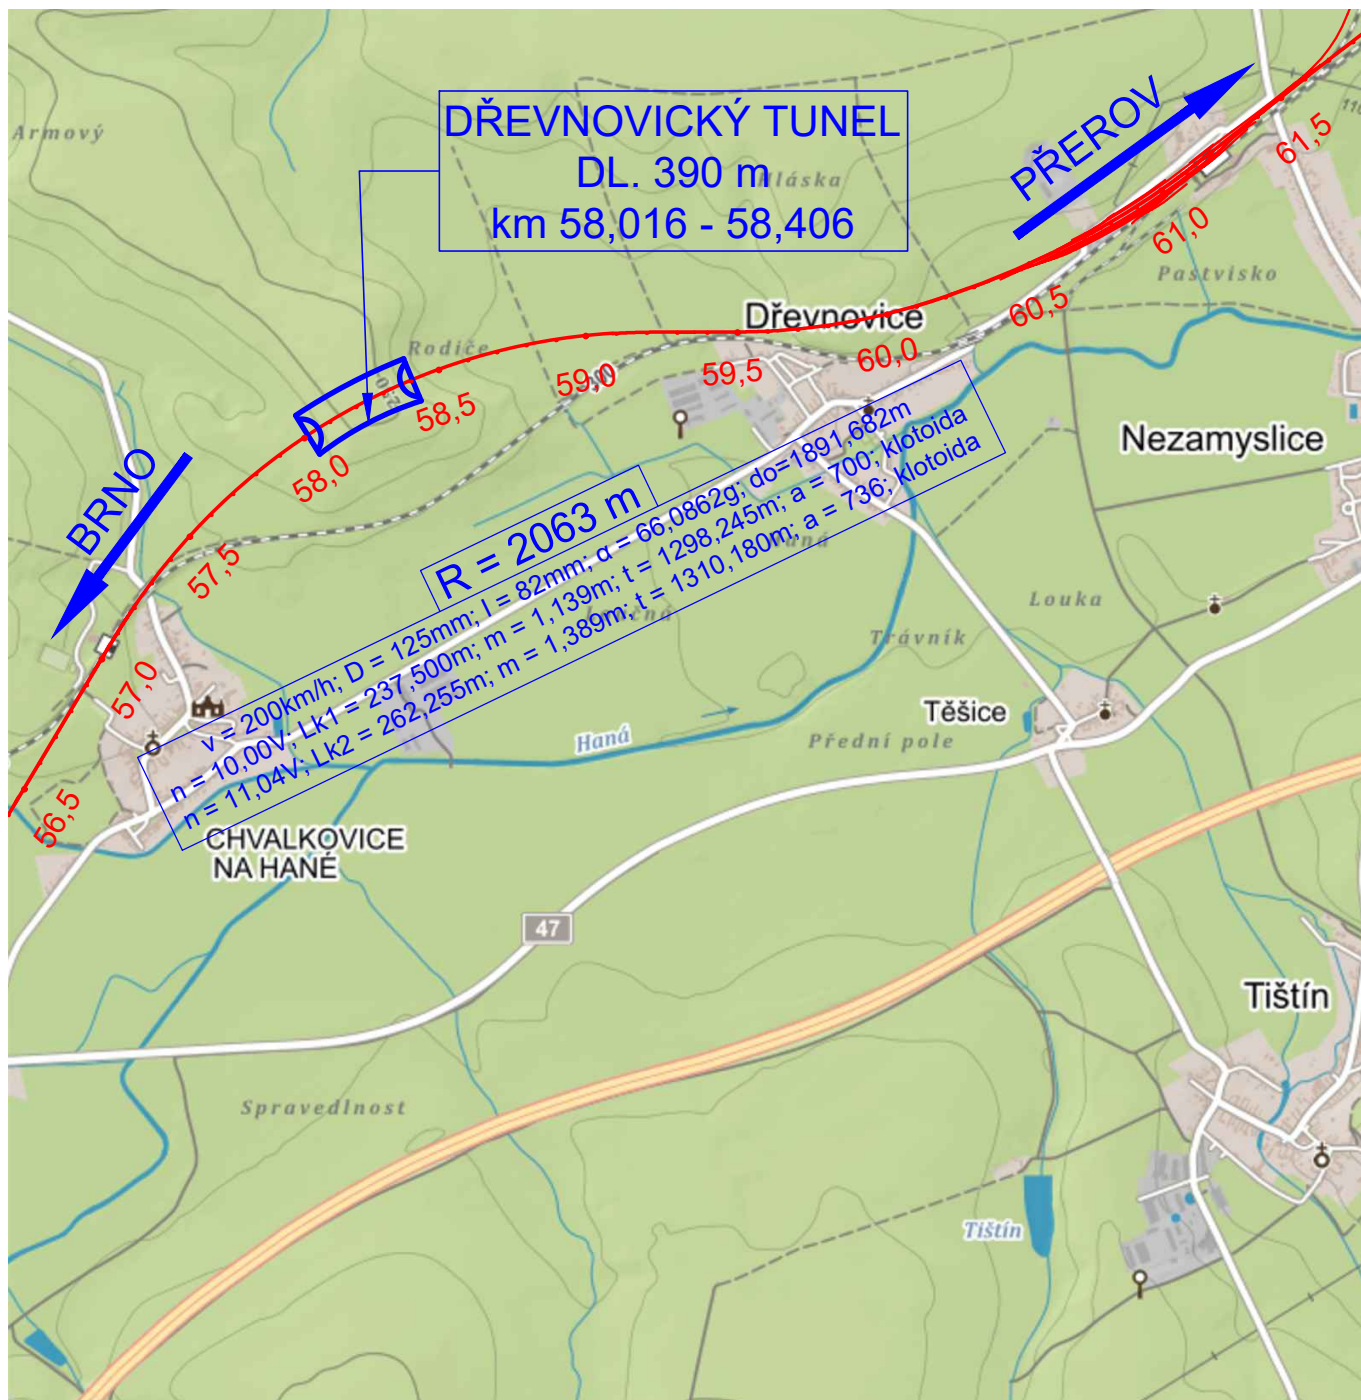 Armový
DŘEVNOVICKÝ TUNEL
DL. 390 m
km 58,016 - 58,406
Hláska
PŘEROV
61,5
61,0
Pastvisko
60,5
Dřevnovice
60,0
59,5
59,0
Rodiče
250
58,5
58,0
BRNO
57,5
57,0
56,5
Nezamyslice
R = 2063 m
v = 200km/h; D = 125mm; I = 82mm; α = 66,0862g; do=1891,682m
n = 10,00V; Lk1 = 237,500m; m = 1,139m; t = 1298,245m; a = 700; klotoida
n = 11,04V; Lk2 = 262,255m; m = 1,389m; t = 1310,180m; a = 736; klotoida
Louka
Trávník
Těšice
Přední pole
Haná
CHVALKOVICE
NA HANÉ
47
Tištín
Spravedlnost
Tištín